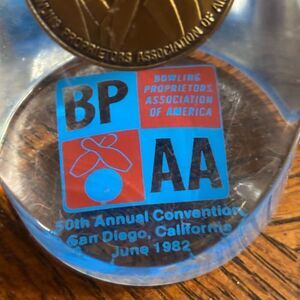 BOWLING PROPRIETORS ASSOCIATION OF A
BP
BOWLING
PROPRIETORS
ASSOCIATION
OF AMERICA
AA
50th Annual Convention
San Diego, California
June 1982